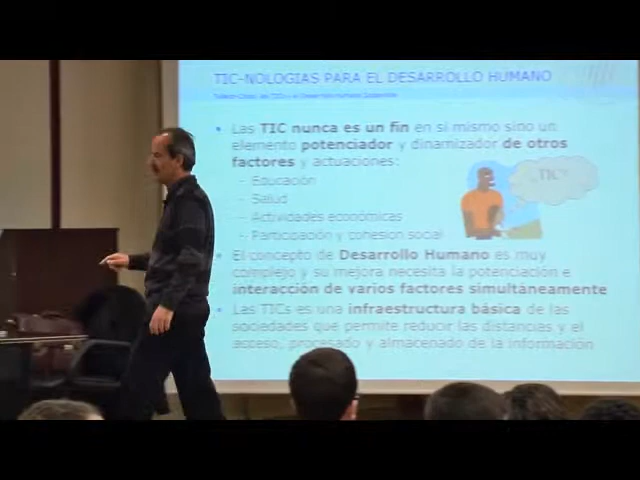 TIC-NOLOGIAS PARA EL DESARROLLO HUMANO
• Las TIC nunca es un fin en sí mismo sino un
elemento potenciador y dinamizador de otros
factores y actuaciones:
– Educación
– Salud
– Actividades económicas
– Participación y cohesión social
TIC
• El concepto de Desarrollo Humano es muy
complejo y su mejora necesita la potenciación e
interacción de varios factores simultáneamente
• Las TICs es una infraestructura básica de las
sociedades que permite reducir las distancias y el
acceso, procesado y almacenado de la información